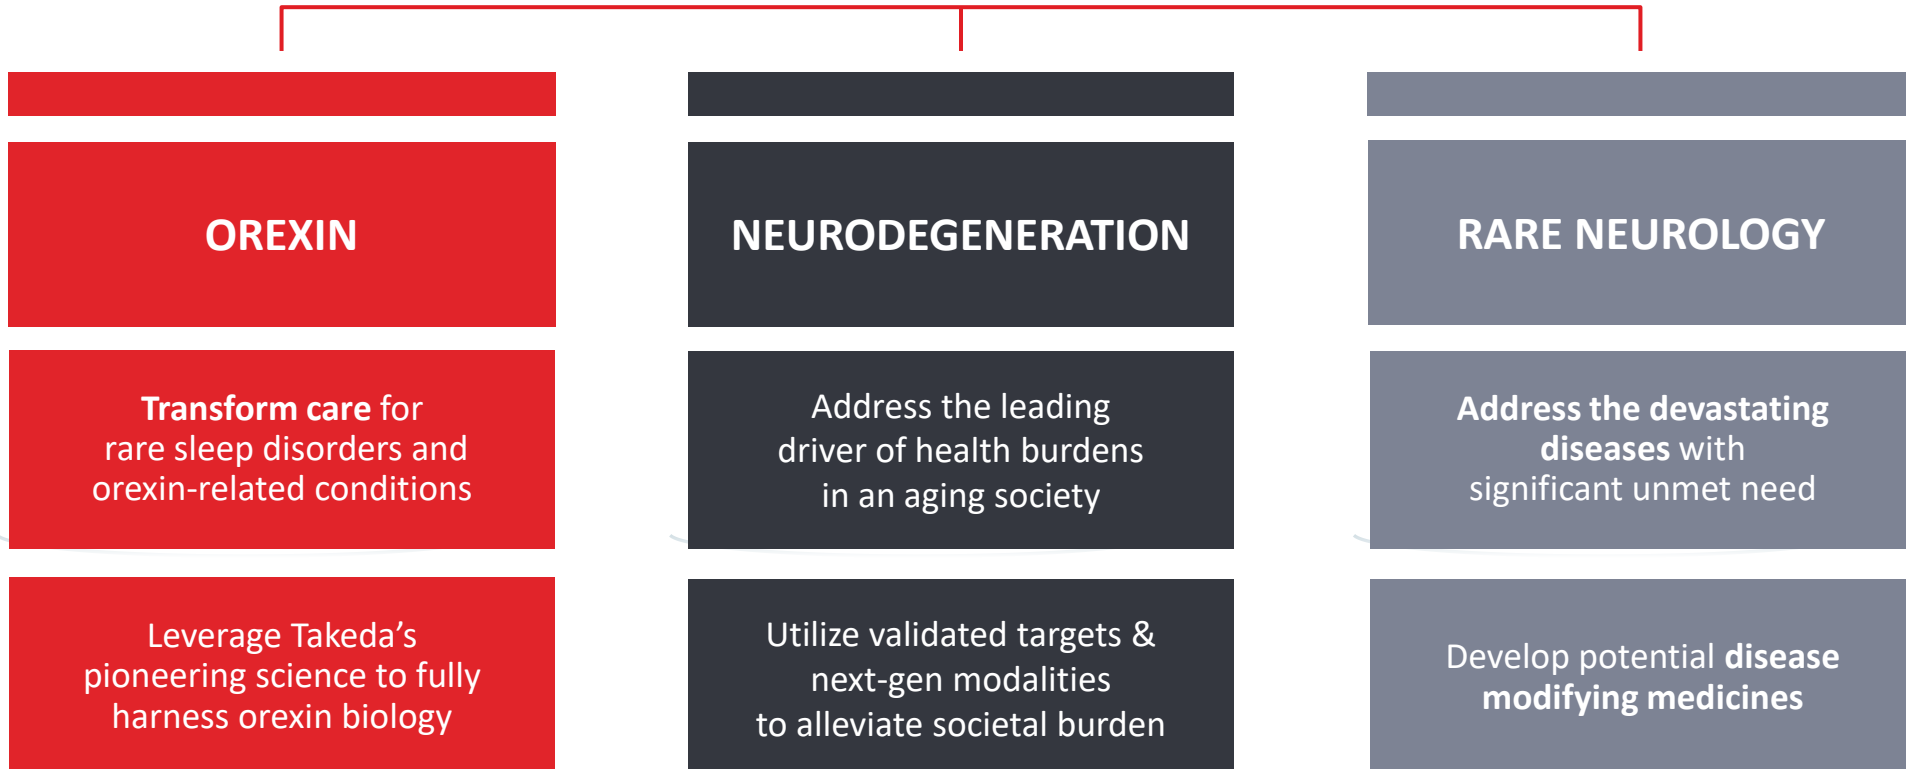 OREXIN
Transform care for
rare sleep disorders and
orexin-related conditions
Leverage Takeda’s
pioneering science to fully
harness orexin biology
NEURODEGENERATION
Address the leading
driver of health burdens
in an aging society
Utilize validated targets &
next-gen modalities
to alleviate societal burden
RARE NEUROLOGY
Address the devastating
diseases with
significant unmet need
Develop potential disease
modifying medicines